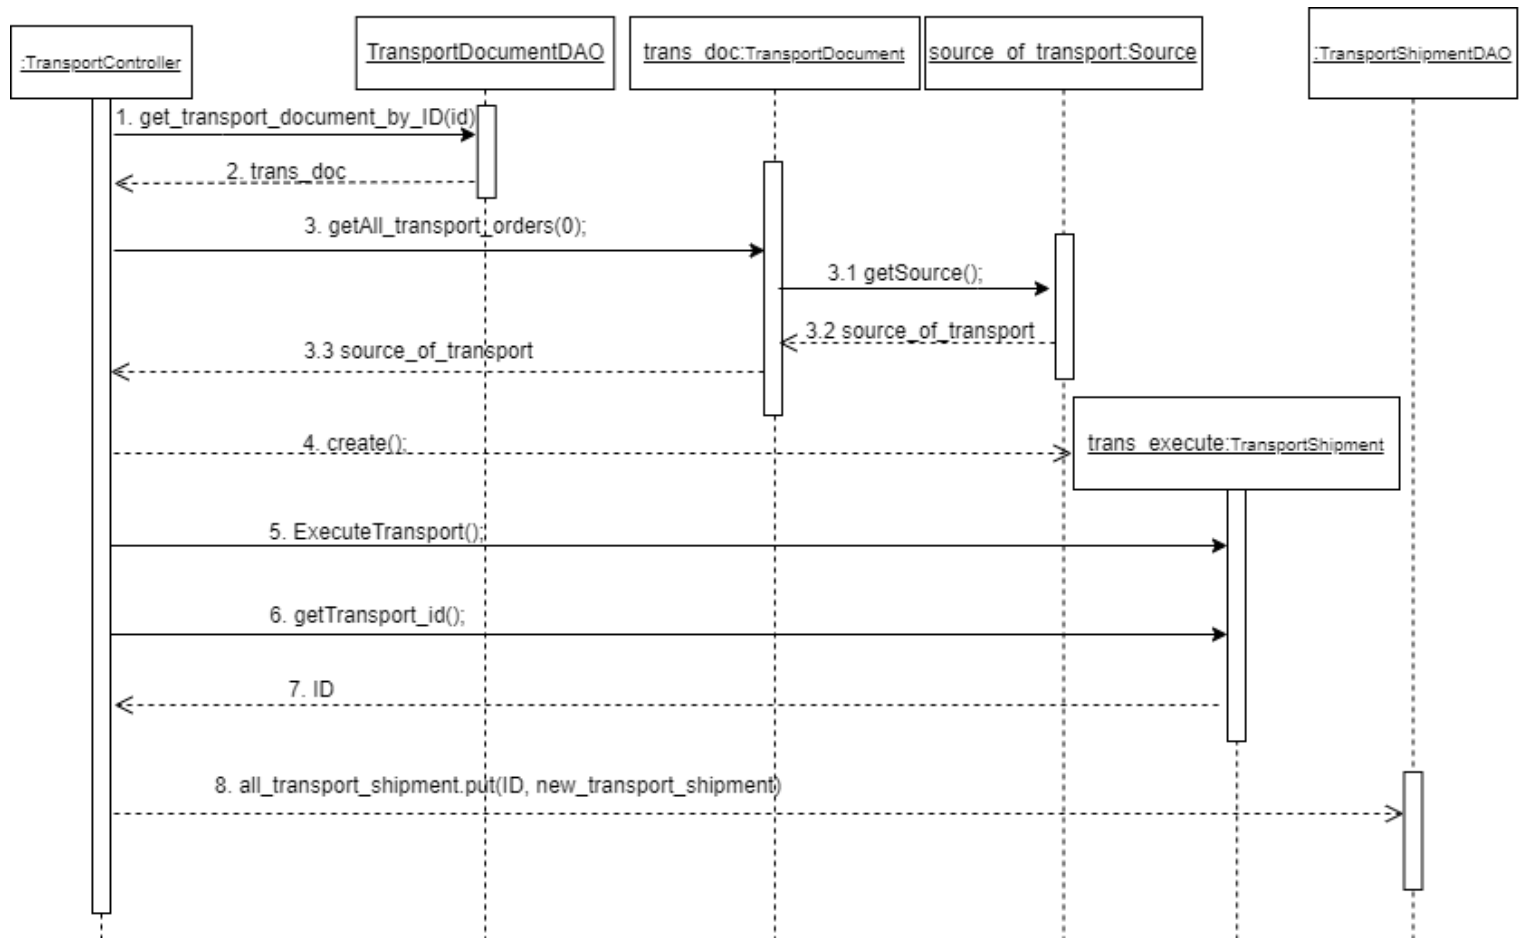 :TransportController
TransportDocumentDAO
trans_doc:TransportDocument
source_of_transport:Source
:TransportShipmentDAO
1. get_transport_document_by_ID(id)
2. trans_doc
3. getAll_transport_orders(0);
3.1 getSource();
3.2 source_of_transport
3.3 source_of_transport
4. create();
trans_execute:TransportShipment
5. ExecuteTransport();
6. getTransport_id();
7. ID
8. all_transport_shipment.put(ID, new_transport_shipment)